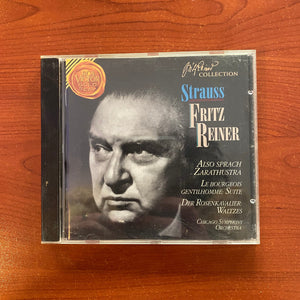 COLLECTION
Strauss
FRITZ
REINER
ALSO SPRACH
ZARATHUSTRA
LE BOURGEOIS
GENTILHOMME SUITE
DER ROSENKAVALIER
WALTZES
CHICAGO SYMPHONY
ORCHESTRA